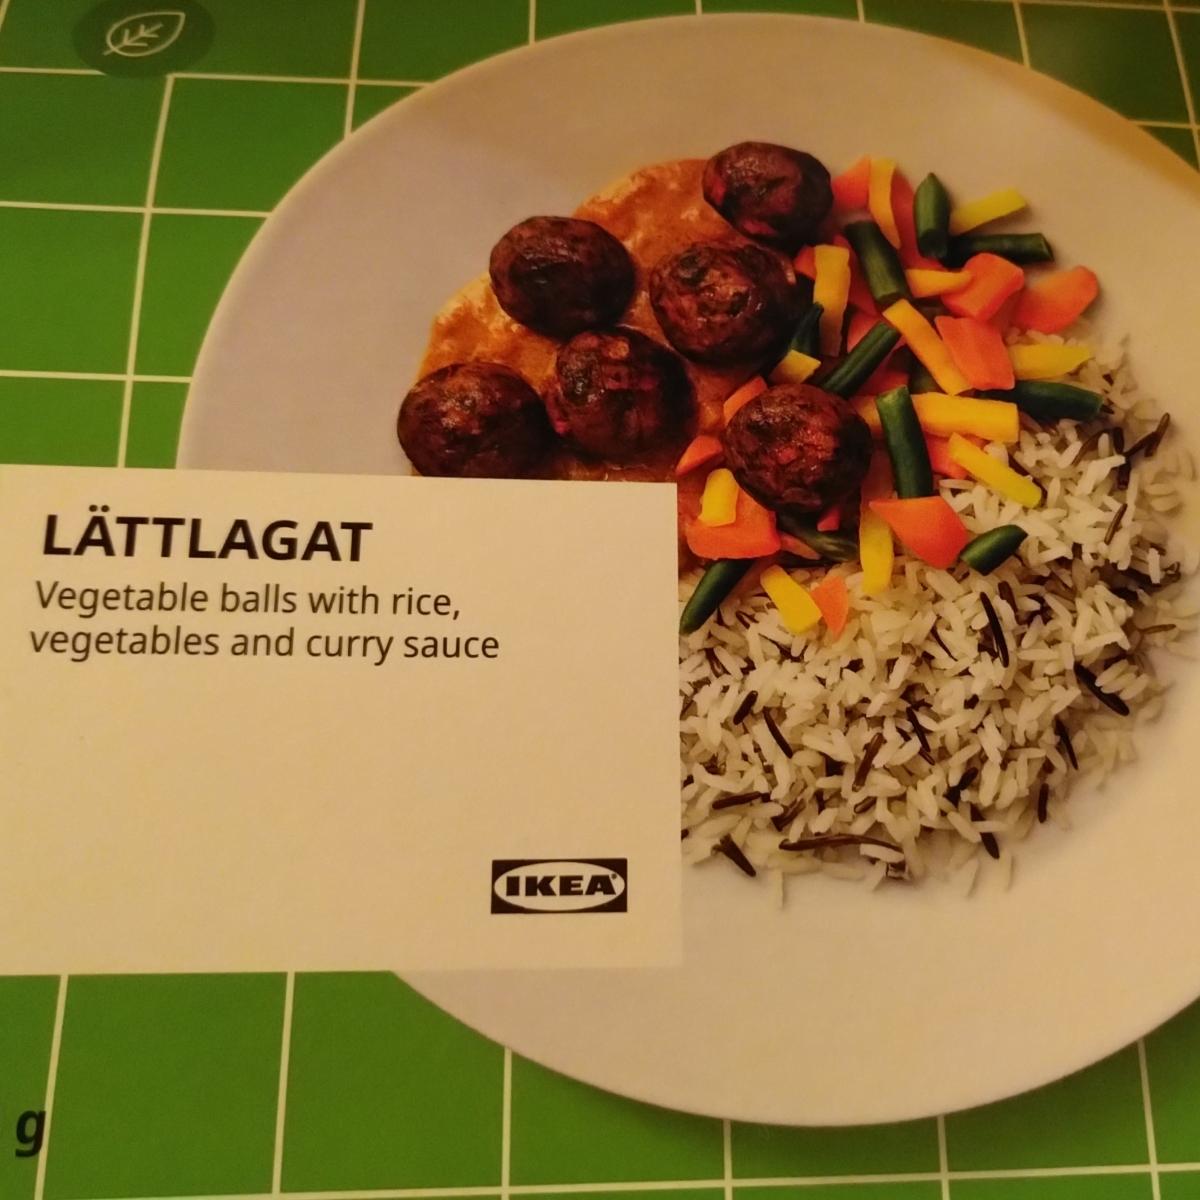 LÄTTLAGAT
Vegetable balls with rice,
vegetables and curry sauce
IKEA
g